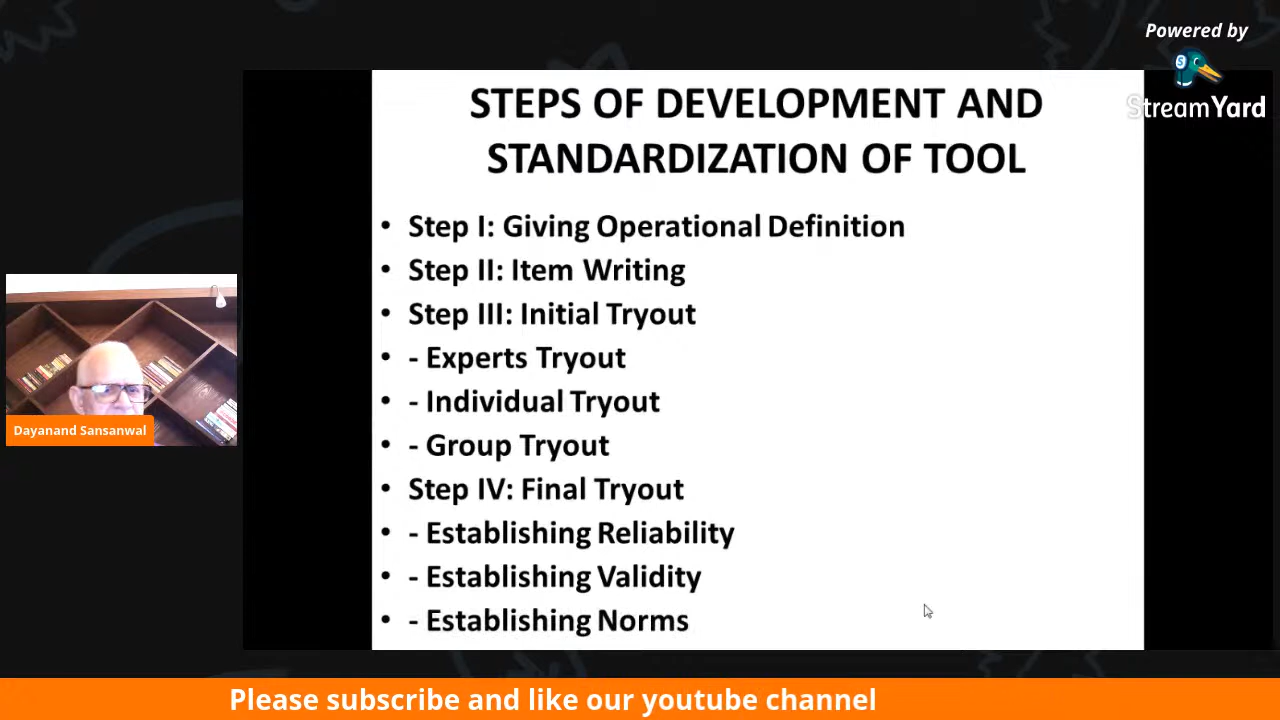 Powered by
StreamYard
STEPS OF DEVELOPMENT AND
STANDARDIZATION OF TOOL
• Step I: Giving Operational Definition
• Step II: Item Writing
• Step III: Initial Tryout
• - Experts Tryout
• - Individual Tryout
• - Group Tryout
• Step IV: Final Tryout
• - Establishing Reliability
• - Establishing Validity
• - Establishing Norms
Dayanand Sansanwal
Please subscribe and like our youtube channel